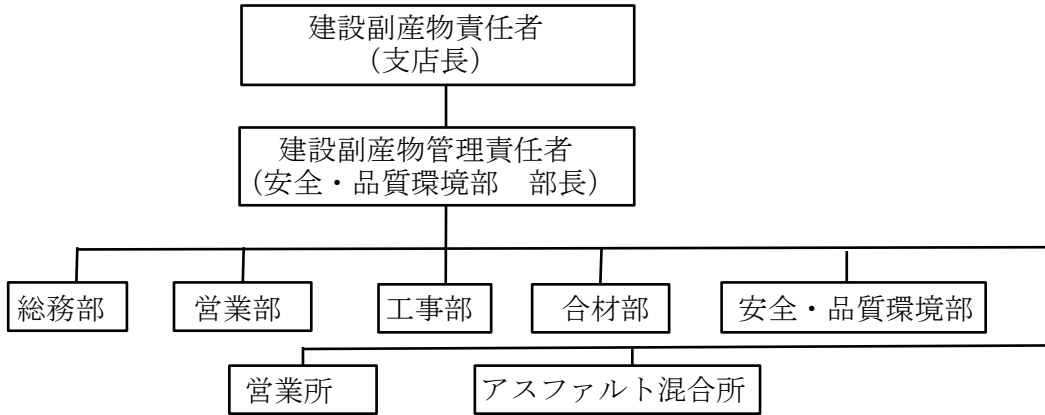 建設副産物責任者
(支店長)
建設副産物管理責任者
(安全・品質環境部　部長)
総務部
営業部
工事部
合材部
安全・品質環境部
営業所
アスファルト混合所